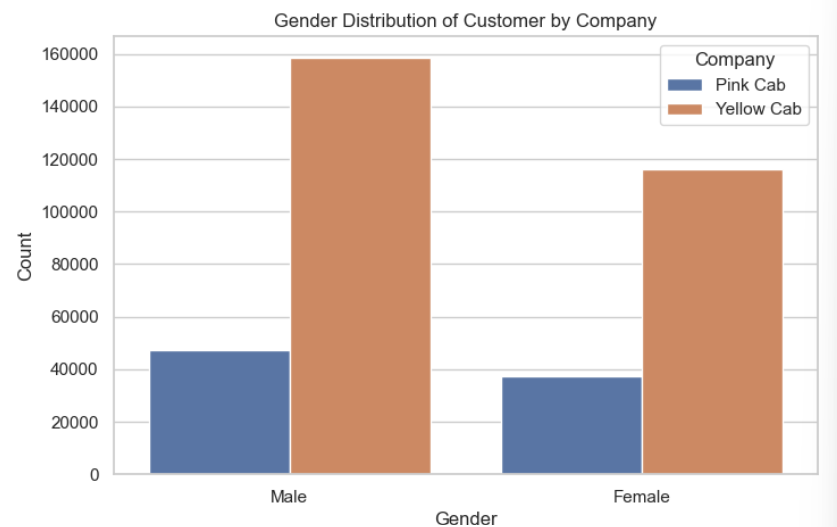 Gender Distribution of Customer by Company
Company
Pink Cab
Yellow Cab
160000
140000
120000
100000
80000
60000
40000
20000
0
Count
Male Female
Gender